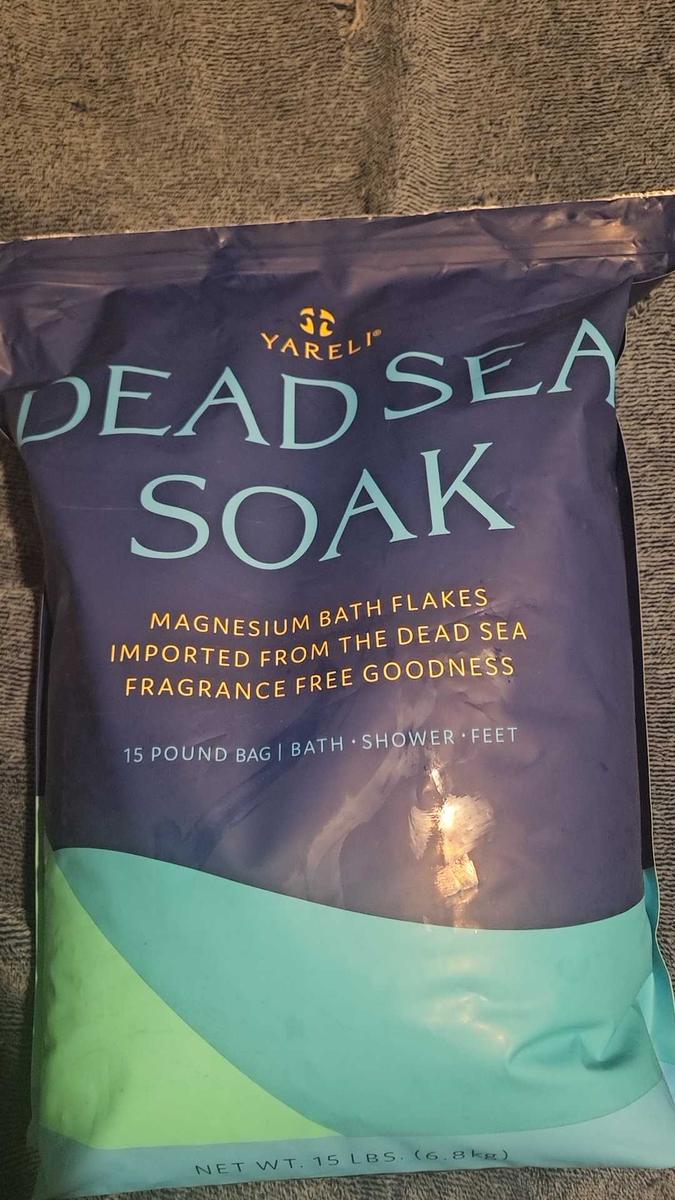 YARELI®
DEAD SEA
SOAK
MAGNESIUM BATH FLAKES
IMPORTED FROM THE DEAD SEA
FRAGRANCE FREE GOODNESS
15 POUND BAG | BATH • SHOWER • FEET
NET WT. 15 LBS. (6.8kg)